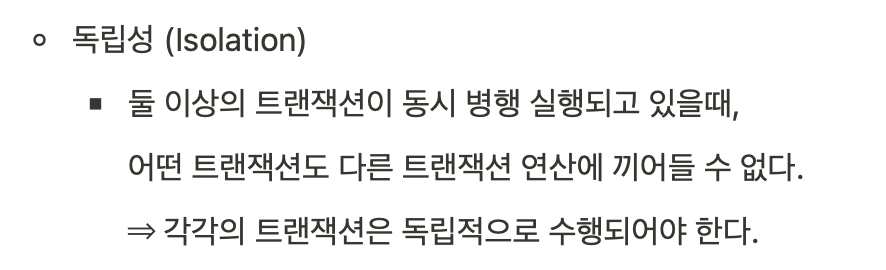 ○ 독립성 (Isolation)
■ 둘 이상의 트랜잭션이 동시 병행 실행되고 있을때,
어떤 트랜잭션도 다른 트랜잭션 연산에 끼어들 수 없다.
⇒ 각각의 트랜잭션은 독립적으로 수행되어야 한다.